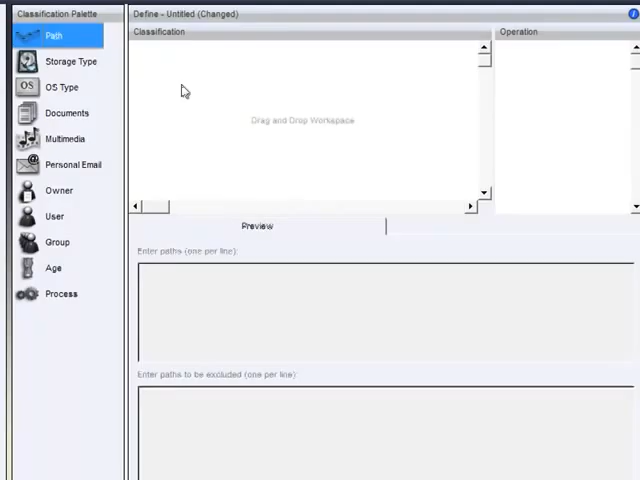 Classification Palette
Define - Untitled (Changed)
i
Path
Storage Type
OS
OS Type
Documents
Multimedia
@
Personal Email
Owner
User
Group
Age
Process
Classification
Operation
Drag and Drop Workspace
Preview
Enter paths (one per line):
Enter paths to be excluded (one per line):